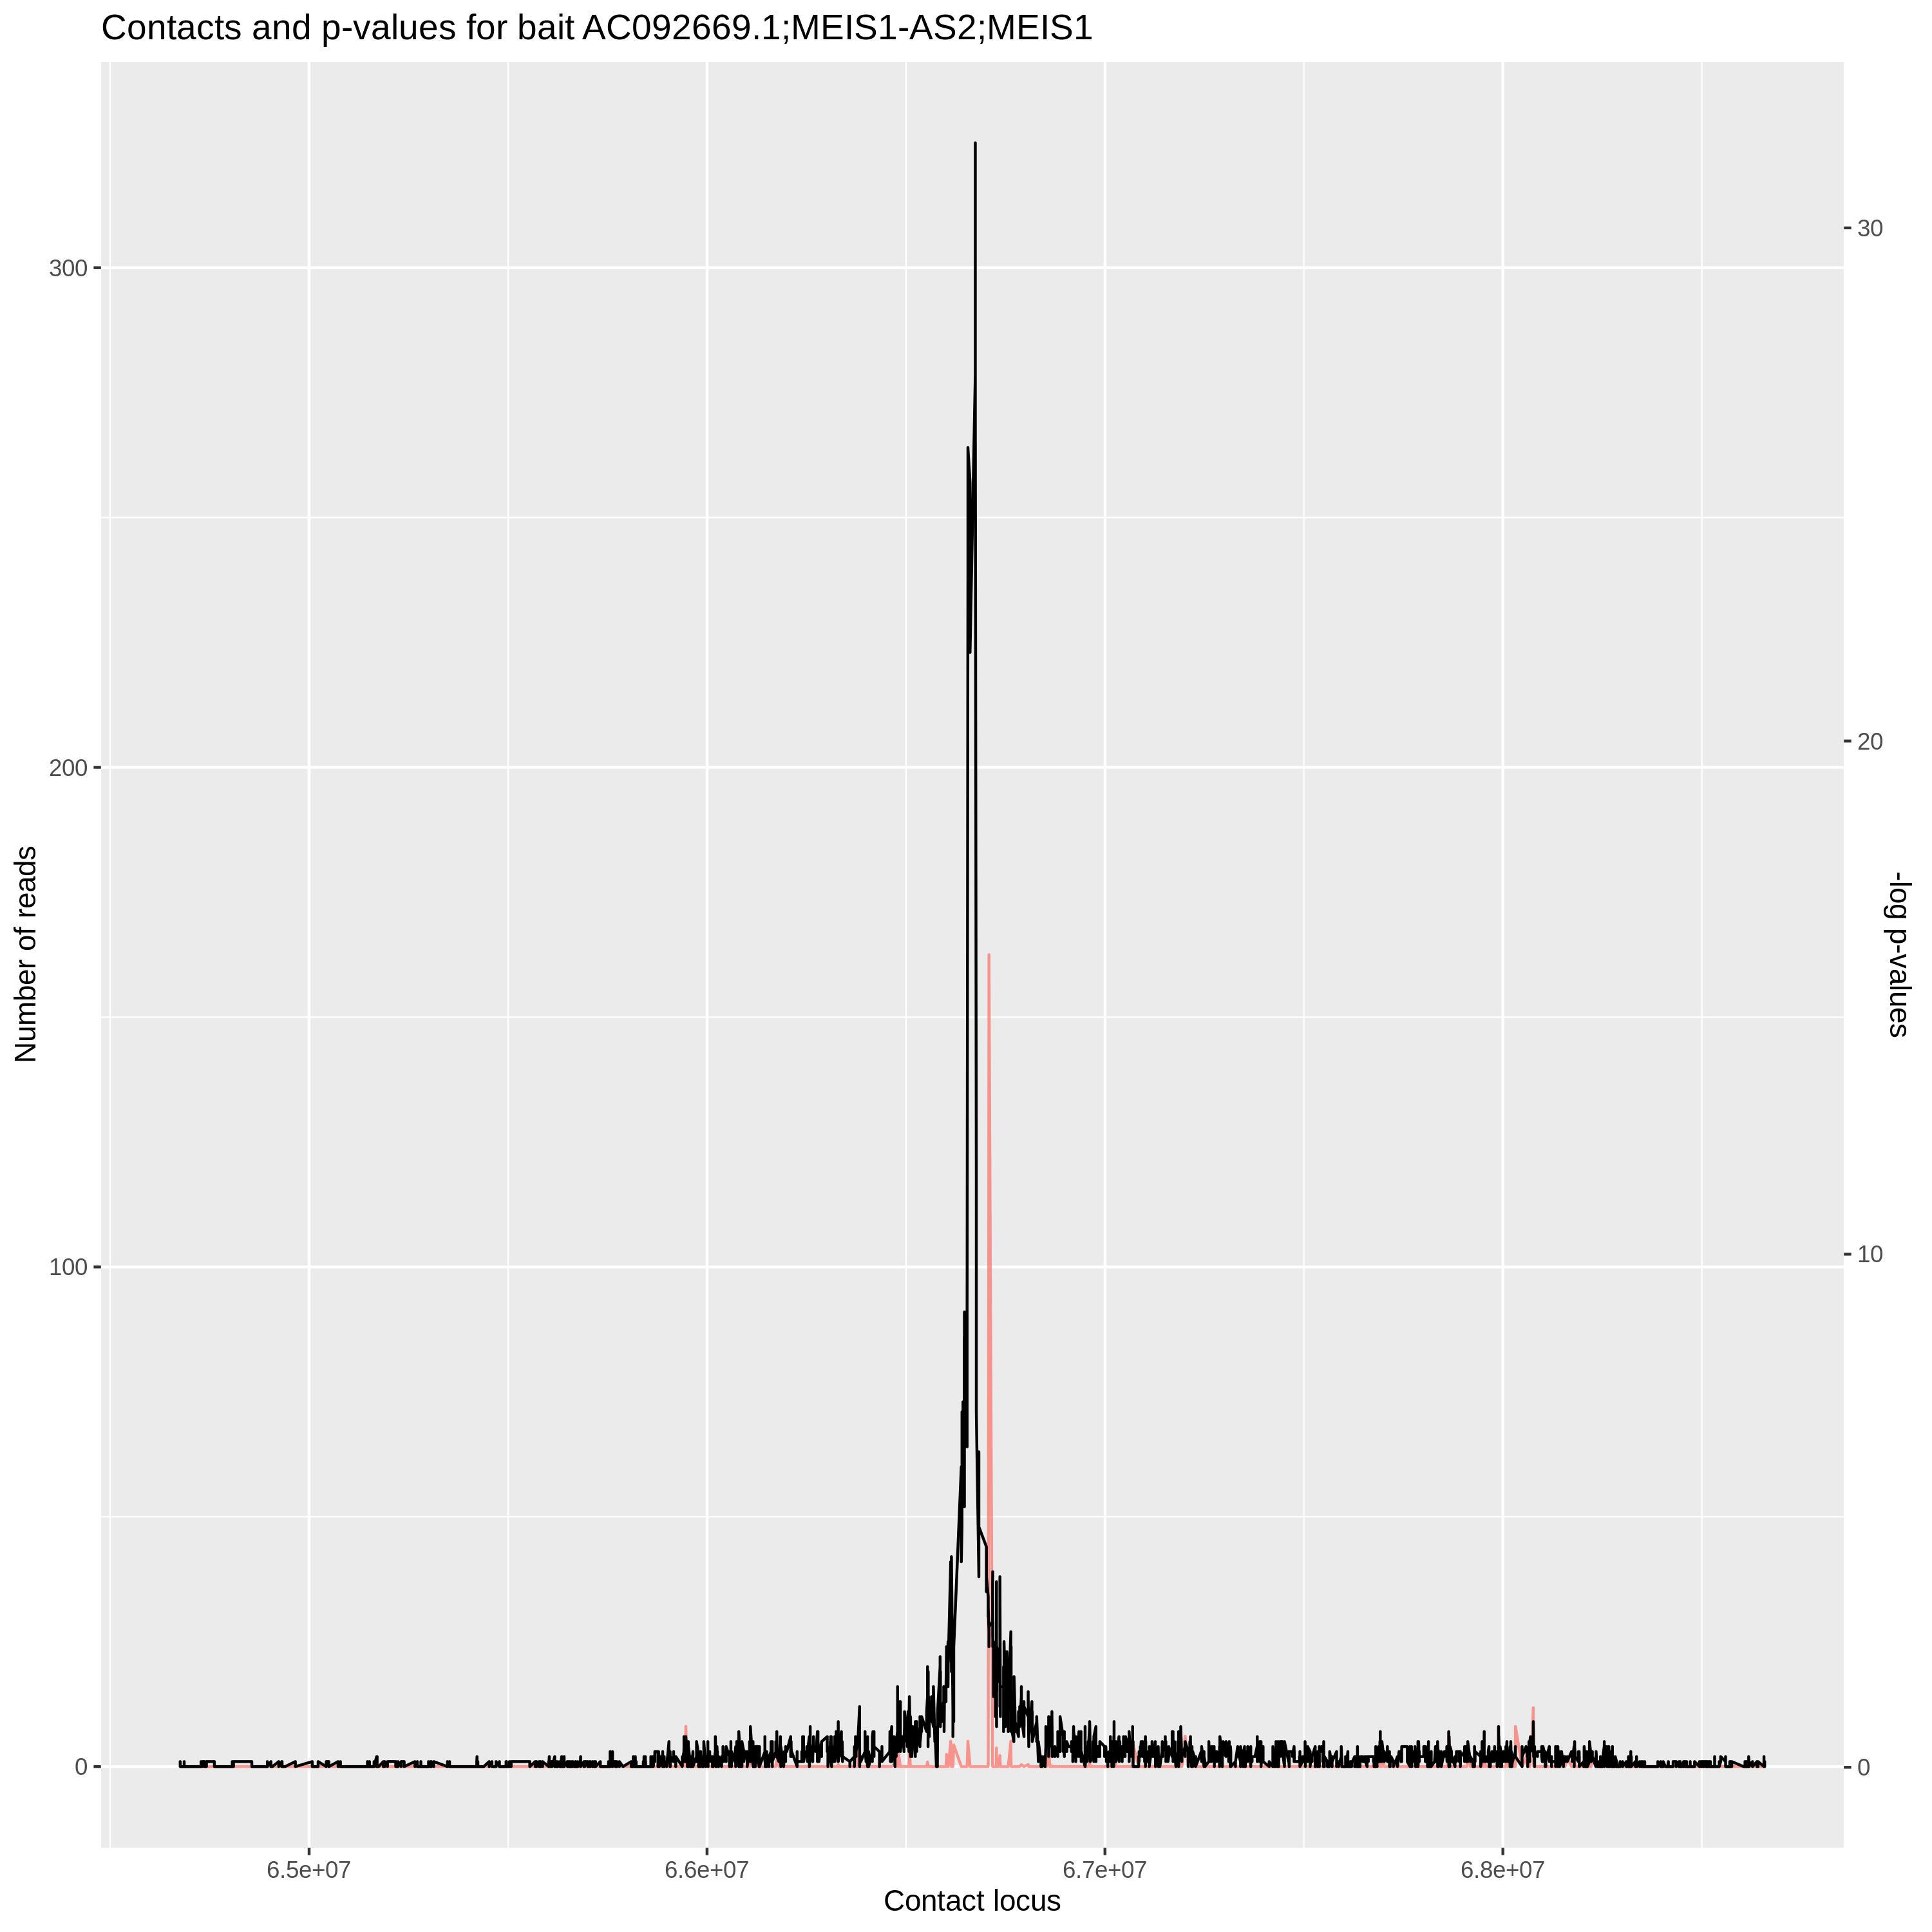 Contacts and p-values for bait AC092669.1;MEIS1-AS2;MEIS1
300
200
100
0
Number of reads
30
20
10
0
-log p-values
6.5e+07
6.6e+07
6.7e+07
6.8e+07
Contact locus